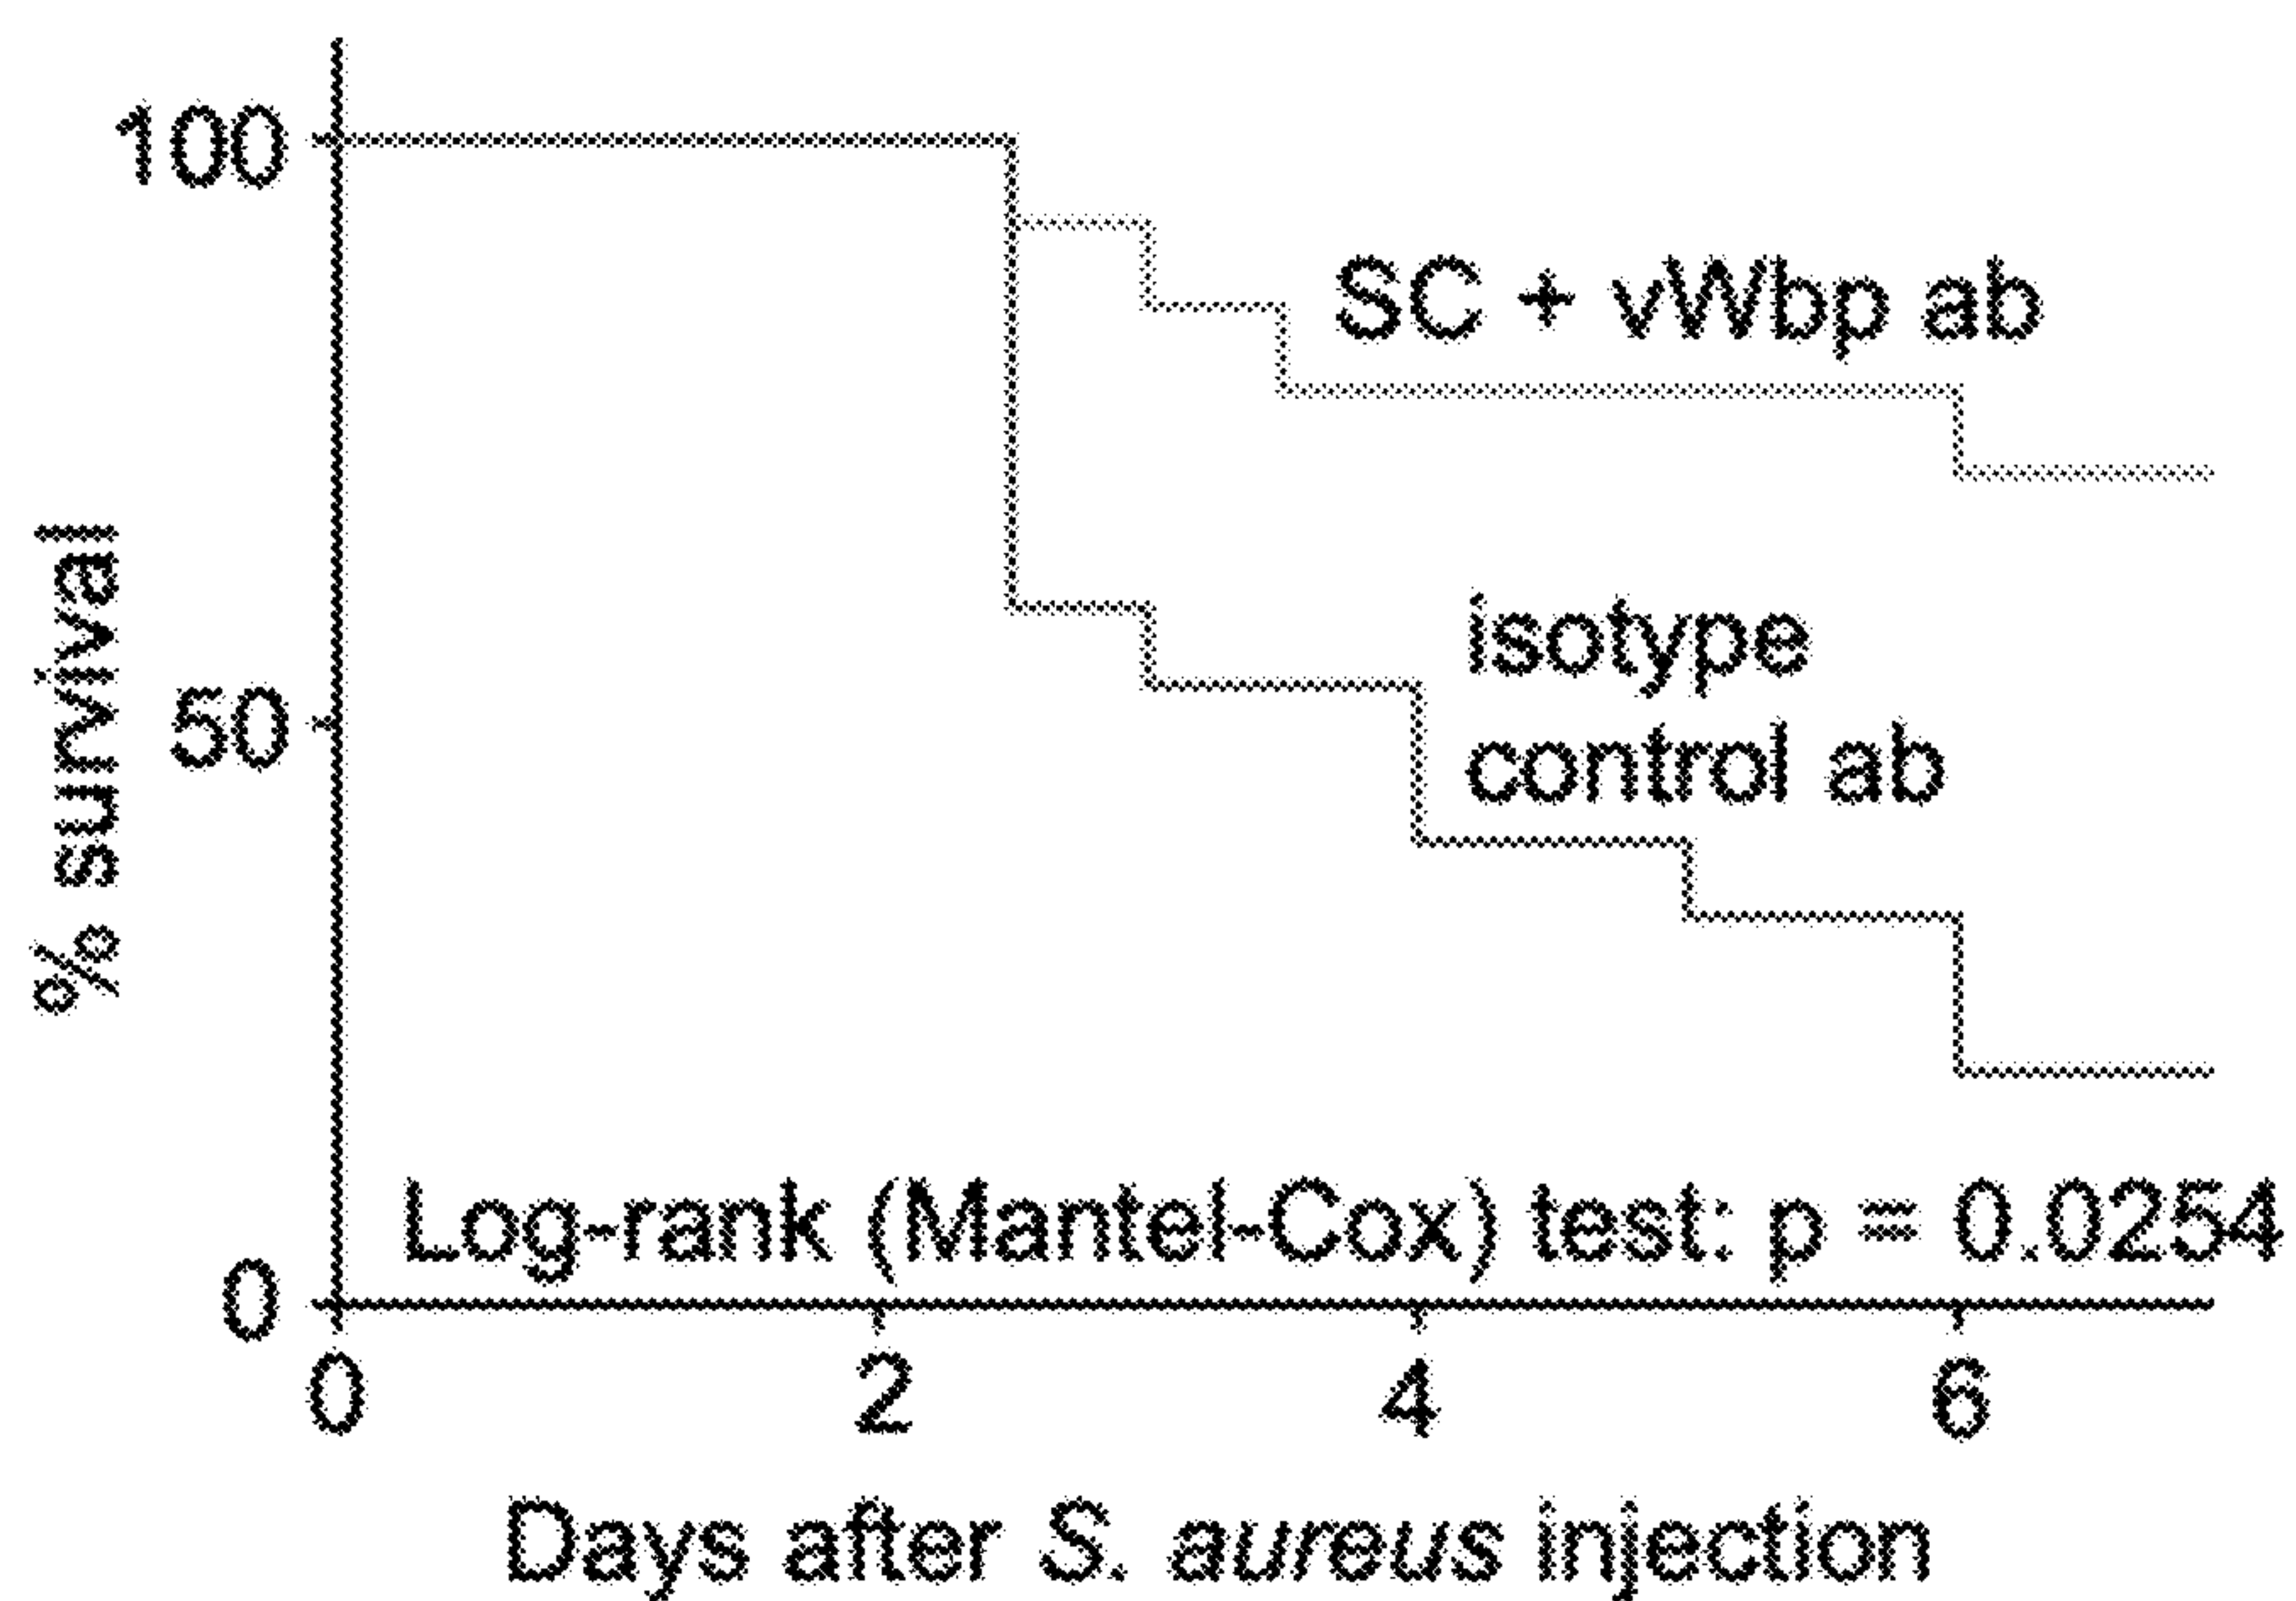 100
50
0
% survival
SC + vWbp ab
isotype
control ab
Log-rank (Mantel-Cox) test: p = 0.0254
0 2 4 6
Days after S. aureus injection